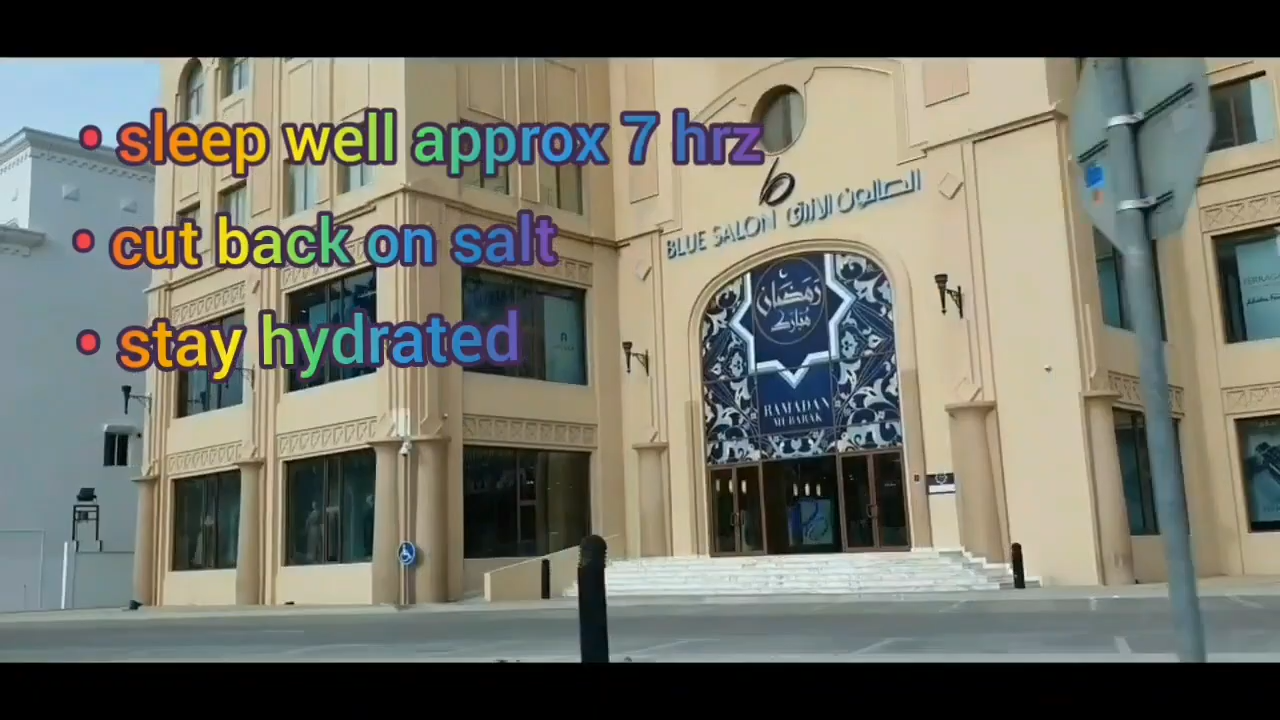 • sleep well approx 7 hrz
• cut back on salt
• stay hydrated
b
BLUE SALON الصالون الازرق
رمضان
مبارك
RAMADAN
MUBARAK